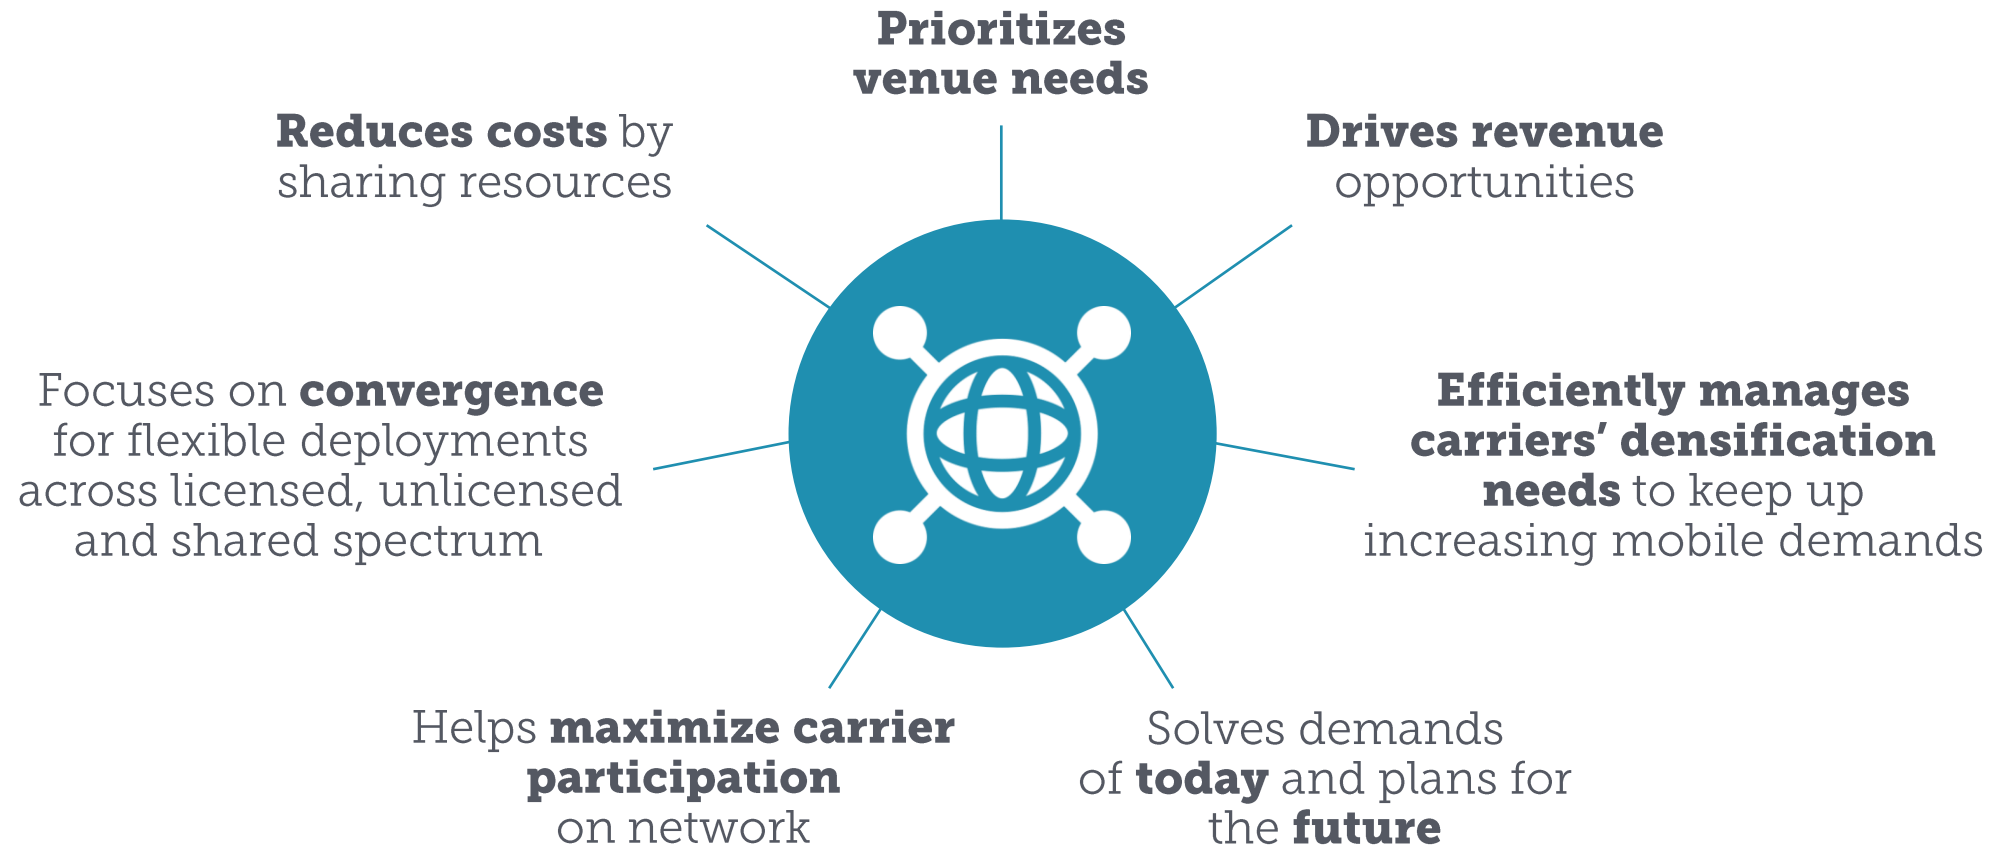 Prioritizes
venue needs
Reduces costs by
sharing resources
Drives revenue
opportunities
Focuses on convergence
for flexible deployments
across licensed, unlicensed
and shared spectrum
Efficiently manages
carriers’ densification
needs to keep up
increasing mobile demands
Helps maximize carrier
participation
on network
Solves demands
of today and plans for
the future